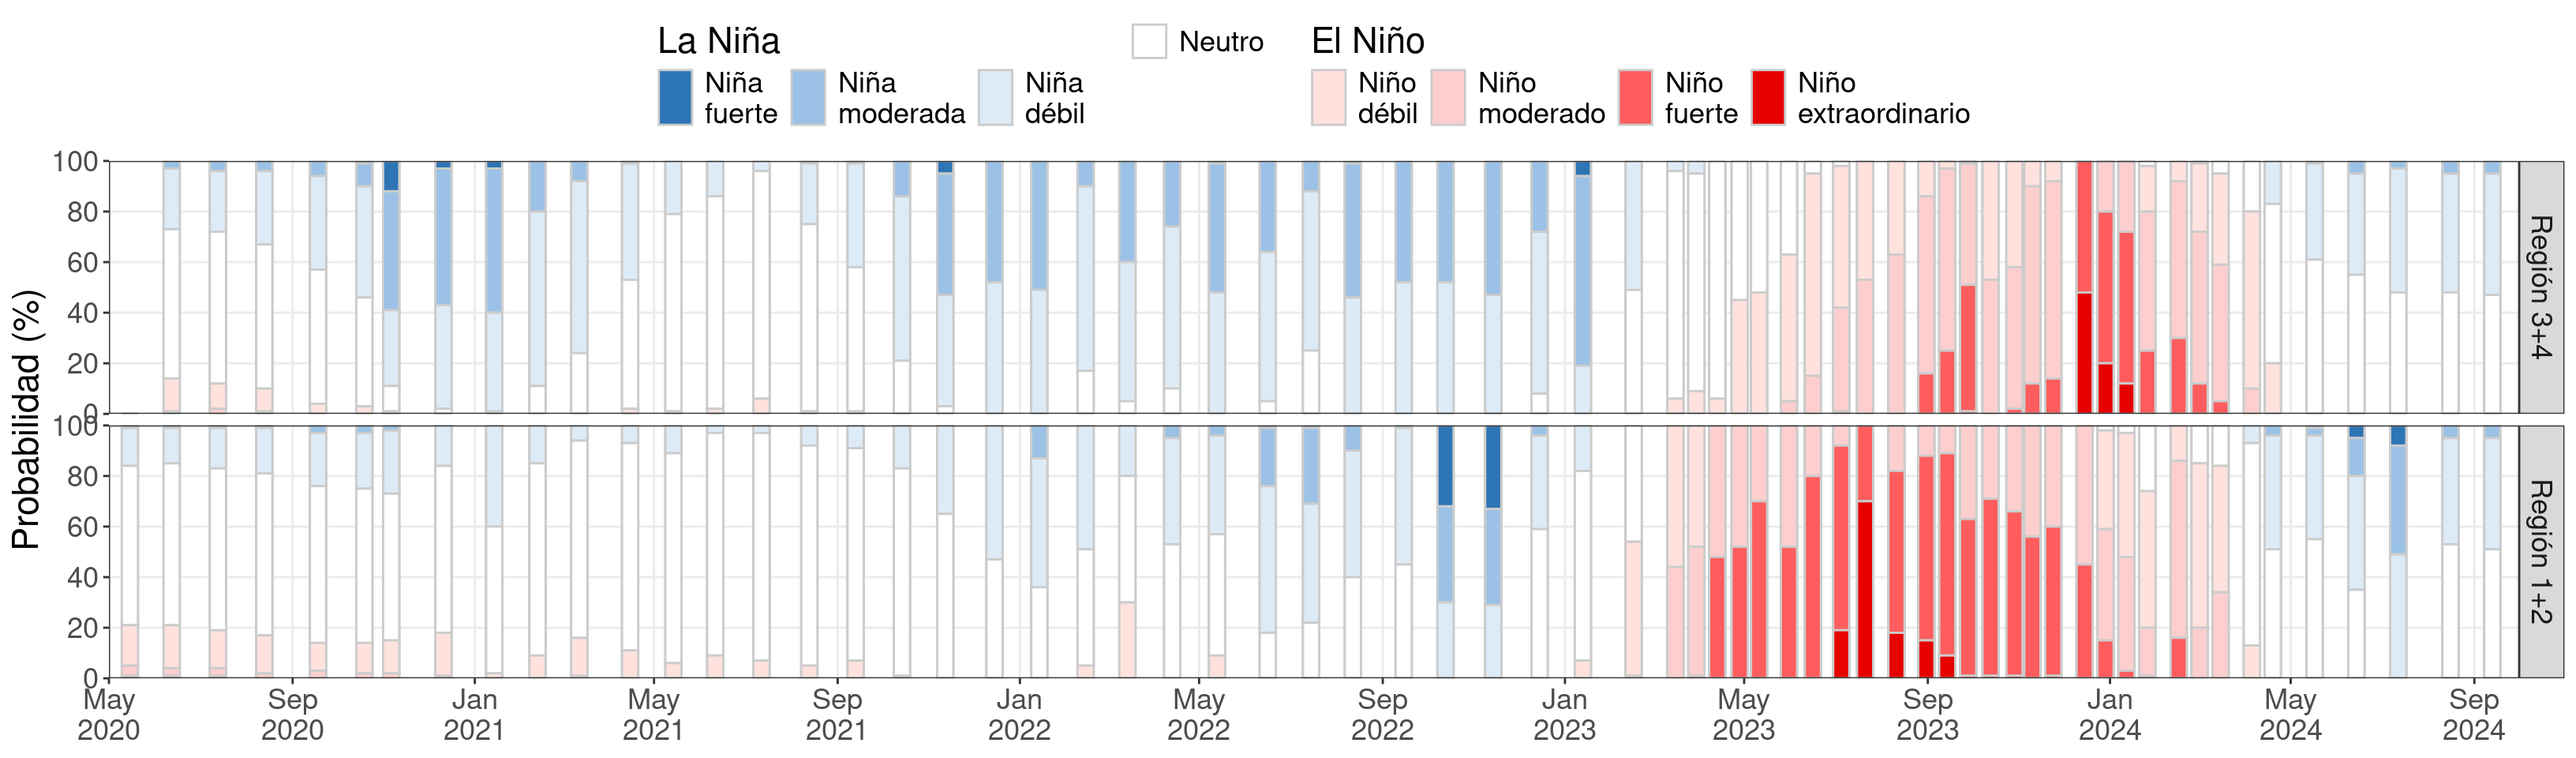 La Niña
Neutro
El Niño
Niña fuerte
Niña moderada
Niña débil
Niño débil
Niño moderado
Niño fuerte
Niño extraordinario
Probabilidad (%)
100
80
60
40
20
0
Región 3+4
100
80
60
40
20
0
Región 1+2
May 2020
Sep 2020
Jan 2021
May 2021
Sep 2021
Jan 2022
May 2022
Sep 2022
Jan 2023
May 2023
Sep 2023
Jan 2024
May 2024
Sep 2024